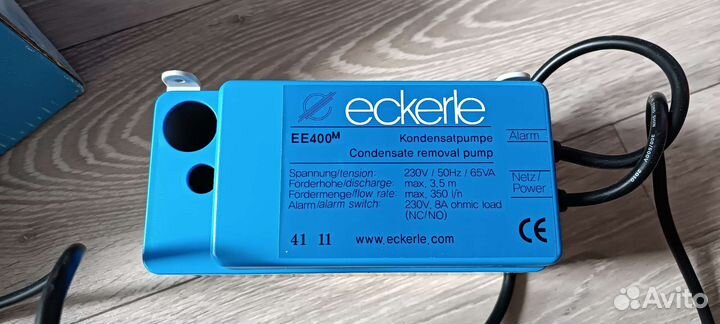 eckerle
EE400M Kondensatpumpe
Condensate removal pump
Alarm
Spannung/tension: 230V / 50Hz / 65VA
Förderhöhe/discharge: max, 3,5 m
Fördermenge/flow rate: max, 350 l/h
Alarm/alarm switch: 230V, 8A ohmic load
(NC/NO)
Netz/
Power
41 11 www.eckerle.com
CE
Avito